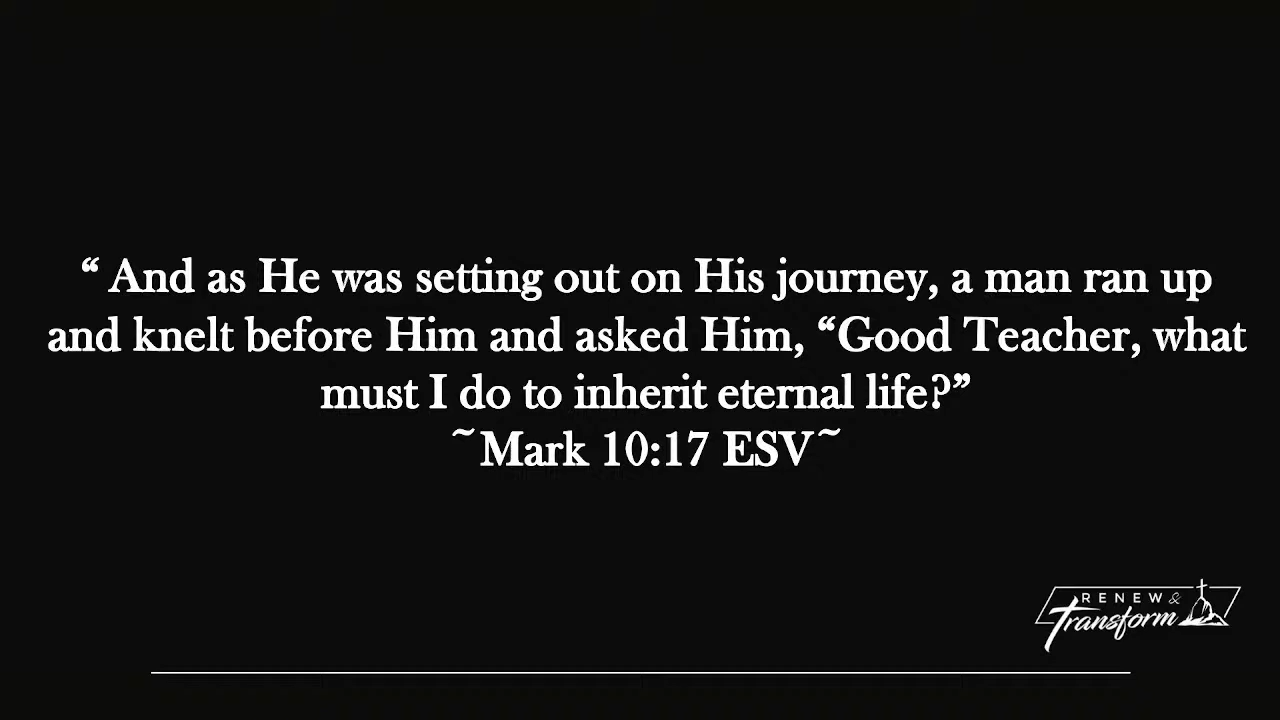 “ And as He was setting out on His journey, a man ran up
and knelt before Him and asked Him, “Good Teacher, what
must I do to inherit eternal life?”
~Mark 10:17 ESV~
RENEW &
Transform